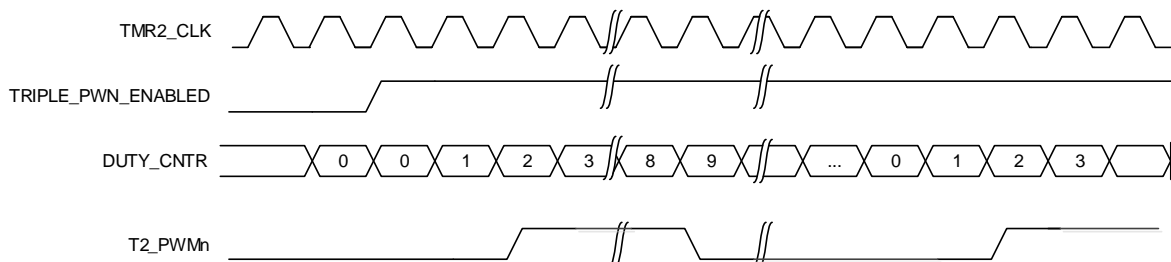 TMR2_CLK
TRIPLE_PWN_ENABLED
DUTY_CNTR 0 0 1 2 3 8 9 ... 0 1 2 3
T2_PWMn